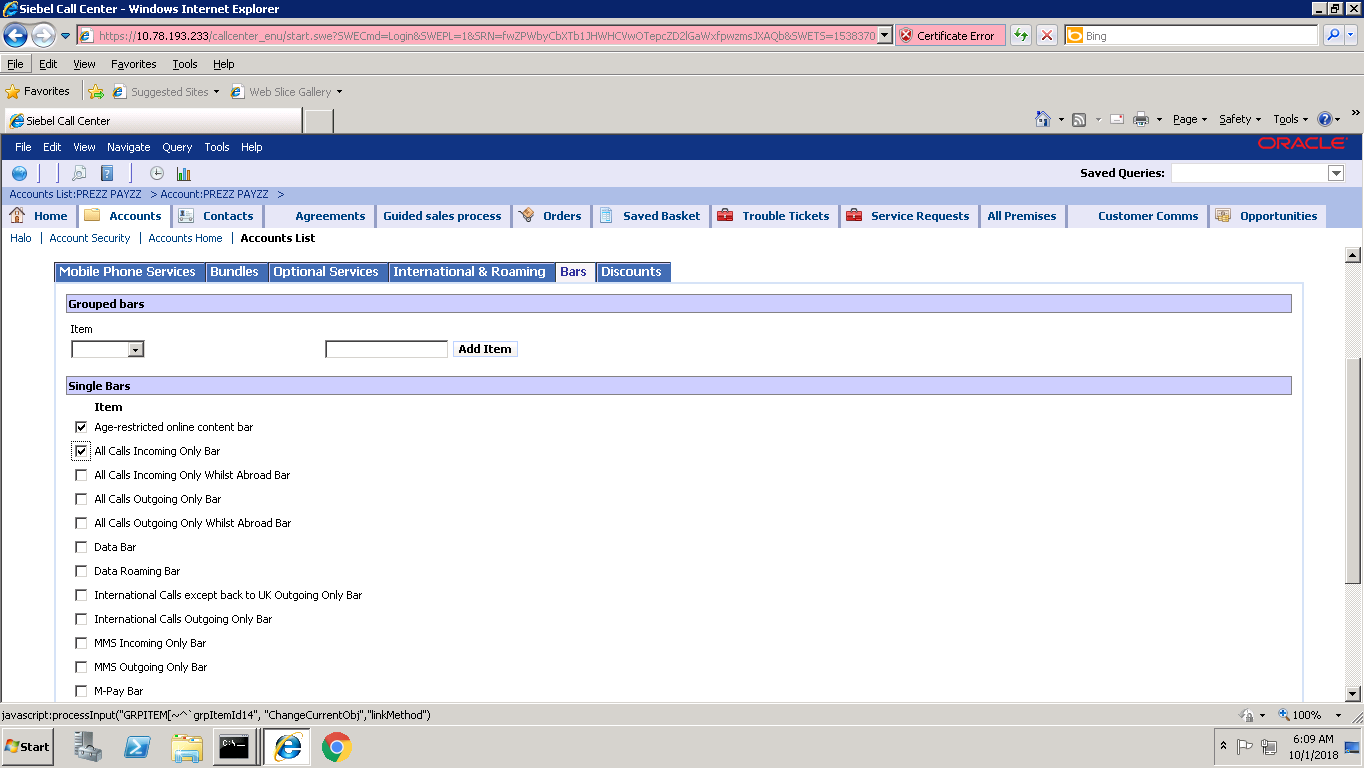 Siebel Call Center - Windows Internet Explorer
https://10.78.193.233/callcenter_enu/start.swe?SWECmd=Login&SWEPL=1&SRN=fwZPWbyCbXTb1JHWHCVwOTepcZD2lGaWxfpwzmsJXAQb&SWETS=1538370 Certificate Error Bing
File Edit View Favorites Tools Help
Favorites Suggested Sites Web Slice Gallery
Siebel Call Center Page Safety Tools
File Edit View Navigate Query Tools Help ORACLE
Saved Queries:
Accounts List:PREZZ PAYZZ > Account:PREZZ PAYZZ >
Home Accounts Contacts Agreements Guided sales process Orders Saved Basket Trouble Tickets Service Requests All Premises Customer Comms Opportunities
Halo | Account Security | Accounts Home | Accounts List
Mobile Phone Services Bundles Optional Services International & Roaming Bars Discounts
Grouped bars
Item
Add Item
Single Bars
Item
Age-restricted online content bar
All Calls Incoming Only Bar
All Calls Incoming Only Whilst Abroad Bar
All Calls Outgoing Only Bar
All Calls Outgoing Only Whilst Abroad Bar
Data Bar
Data Roaming Bar
International Calls except back to UK Outgoing Only Bar
International Calls Outgoing Only Bar
MMS Incoming Only Bar
MMS Outgoing Only Bar
M-Pay Bar
javascript:processInput("GRPITEM[~^`grpItemId14", "ChangeCurrentObj","linkMethod") 100%
Start C:\. 6:09 AM
10/1/2018